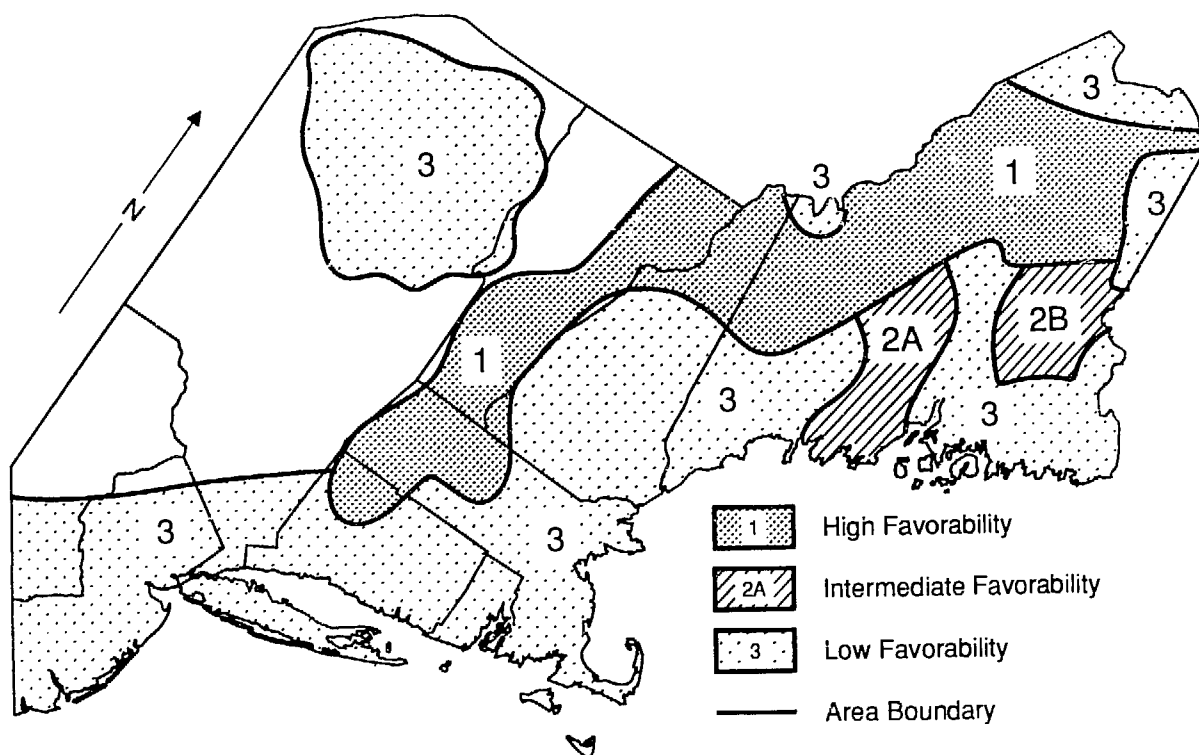 3
3
3
1
3
N
2A
2B
1
3
3
3
3
1 High Favorability
2A Intermediate Favorability
3 Low Favorability
Area Boundary